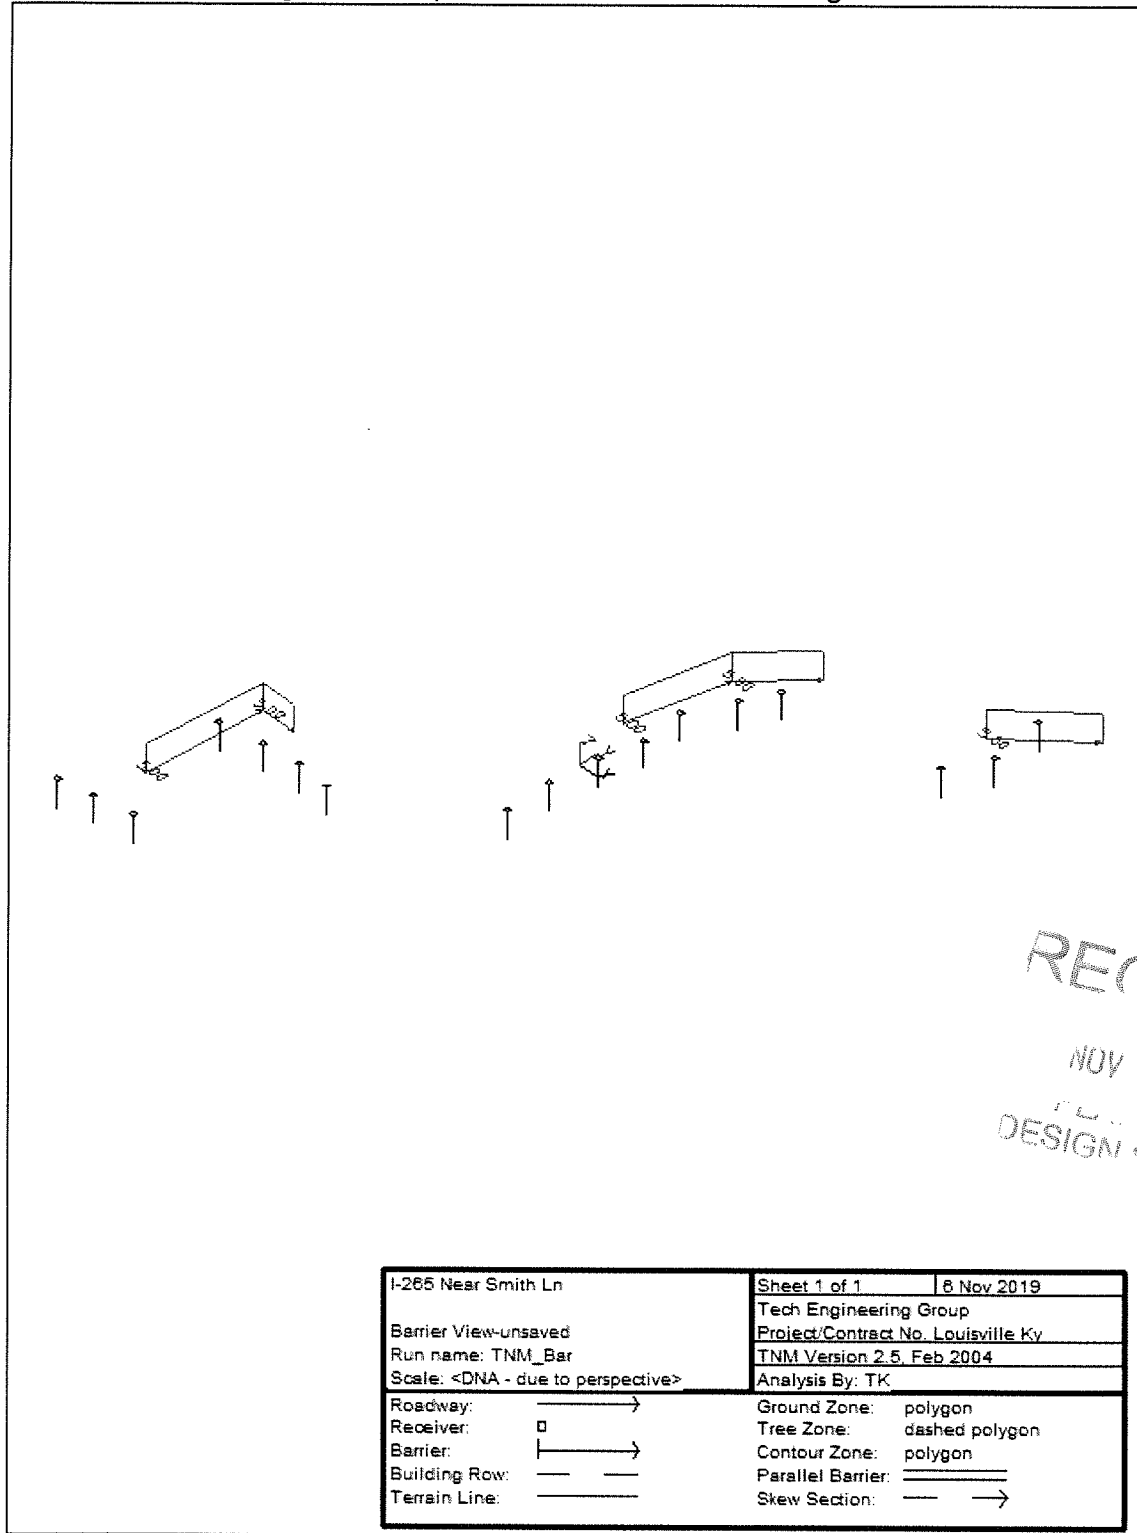 NOV
DESIGN
I-265 Near Smith Ln
Sheet 1 of 1
6 Nov 2019
Tech Engineering Group
Barrier View-unsaved
Project/Contract No. Louisville Ky
Run name: TNM_Bar
TNM Version 2.5, Feb 2004
Scale: <DNA - due to perspective>
Analysis By: TK
Roadway:
Ground Zone: polygon
Receiver:
Tree Zone: dashed polygon
Barrier:
Contour Zone: polygon
Building Row:
Parallel Barrier:
Terrain Line:
Skew Section: